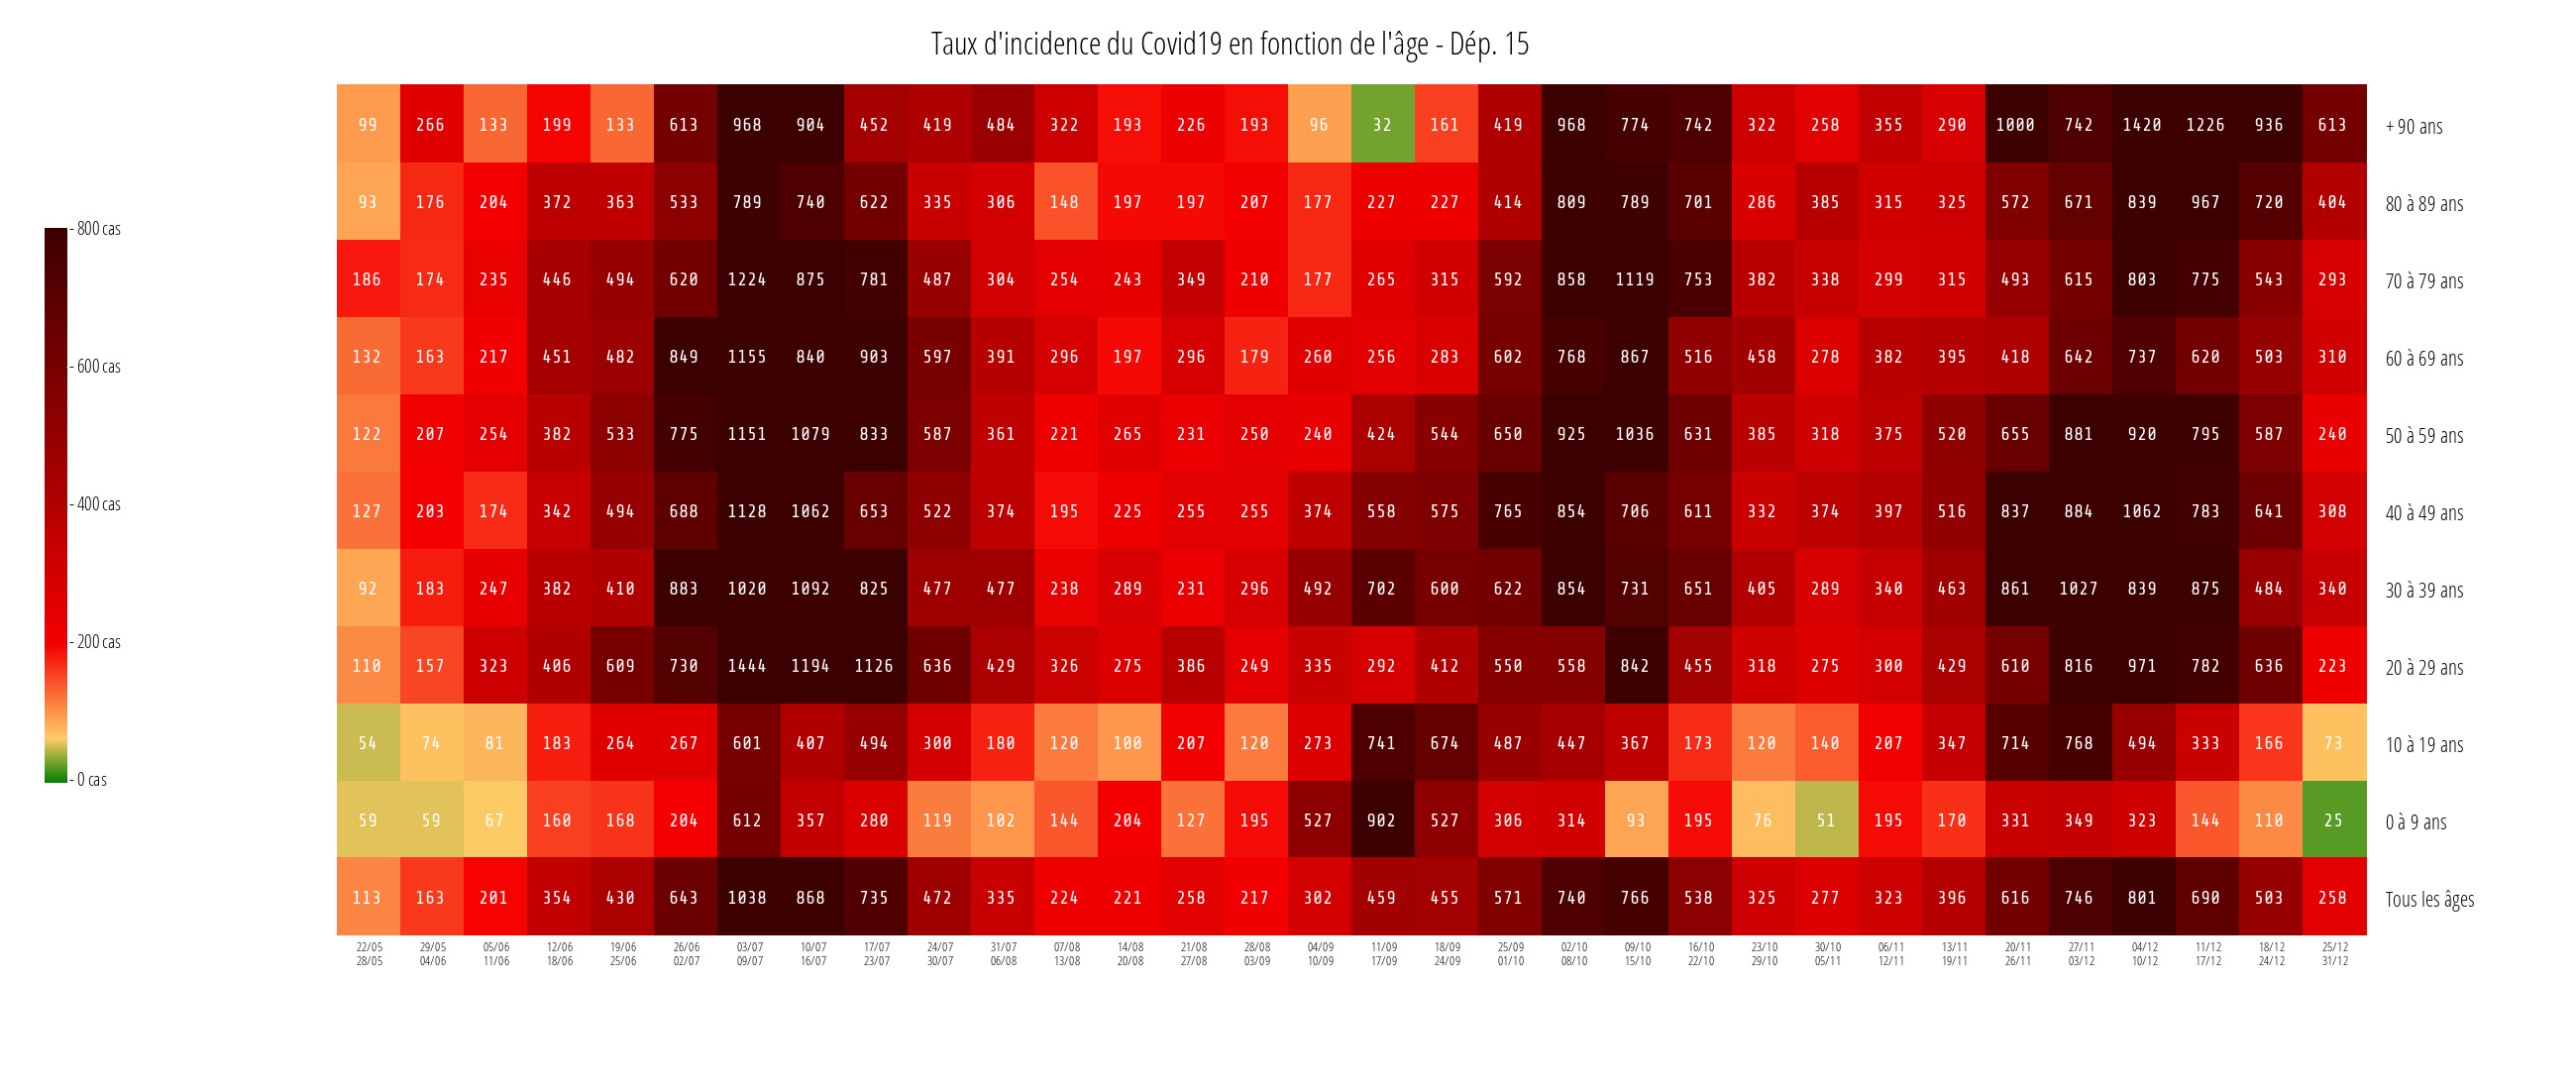 Taux d'incidence du Covid19 en fonction de l'âge - Dép. 15
- 800 cas
- 600 cas
- 400 cas
- 200 cas
- 0 cas
99 266 133 199 133 613 968 904 452 419 484 322 193 226 193 96 32 161 419 968 774 742 322 258 355 290 1000 742 1420 1226 936 613 + 90 ans
93 176 204 372 363 533 789 740 622 335 306 148 197 197 207 177 227 227 414 809 789 701 286 385 315 325 572 671 839 967 720 404 80 à 89 ans
186 174 235 446 494 620 1224 875 781 487 304 254 243 349 210 177 265 315 592 858 1119 753 382 338 299 315 493 615 803 775 543 293 70 à 79 ans
132 163 217 451 482 849 1155 840 903 597 391 296 197 296 179 260 256 283 602 768 867 516 458 278 382 395 418 642 737 620 503 310 60 à 69 ans
122 207 254 382 533 775 1151 1079 833 587 361 221 265 231 250 240 424 544 650 925 1036 631 385 318 375 520 655 881 920 795 587 240 50 à 59 ans
127 203 174 342 494 688 1128 1062 653 522 374 195 225 255 255 374 558 575 765 854 706 611 332 374 397 516 837 884 1062 783 641 308 40 à 49 ans
92 183 247 382 410 883 1020 1092 825 477 477 238 289 231 296 492 702 600 622 854 731 651 405 289 340 463 861 1027 839 875 484 340 30 à 39 ans
110 157 323 406 609 730 1444 1194 1126 636 429 326 275 386 249 335 292 412 550 558 842 455 318 275 300 429 610 816 971 782 636 223 20 à 29 ans
54 74 81 183 264 267 601 407 494 300 180 120 100 207 120 273 741 674 487 447 367 173 120 140 207 347 714 768 494 333 166 73 10 à 19 ans
59 59 67 160 168 204 612 357 280 119 102 144 204 127 195 527 902 527 306 314 93 195 76 51 195 170 331 349 323 144 110 25 0 à 9 ans
113 163 201 354 430 643 1038 868 735 472 335 224 221 258 217 302 459 455 571 740 766 538 325 277 323 396 616 746 801 690 503 258 Tous les âges
22/05 29/05 05/06 12/06 19/06 26/06 03/07 10/07 17/07 24/07 31/07 07/08 14/08 21/08 28/08 04/09 11/09 18/09 25/09 02/10 09/10 16/10 23/10 30/10 06/11 13/11 20/11 27/11 04/12 11/12 18/12 25/12
28/05 04/06 11/06 18/06 25/06 02/07 09/07 16/07 23/07 30/07 06/08 13/08 20/08 27/08 03/09 10/09 17/09 24/09 01/10 08/10 15/10 22/10 29/10 05/11 12/11 19/11 26/11 03/12 10/12 17/12 24/12 31/12